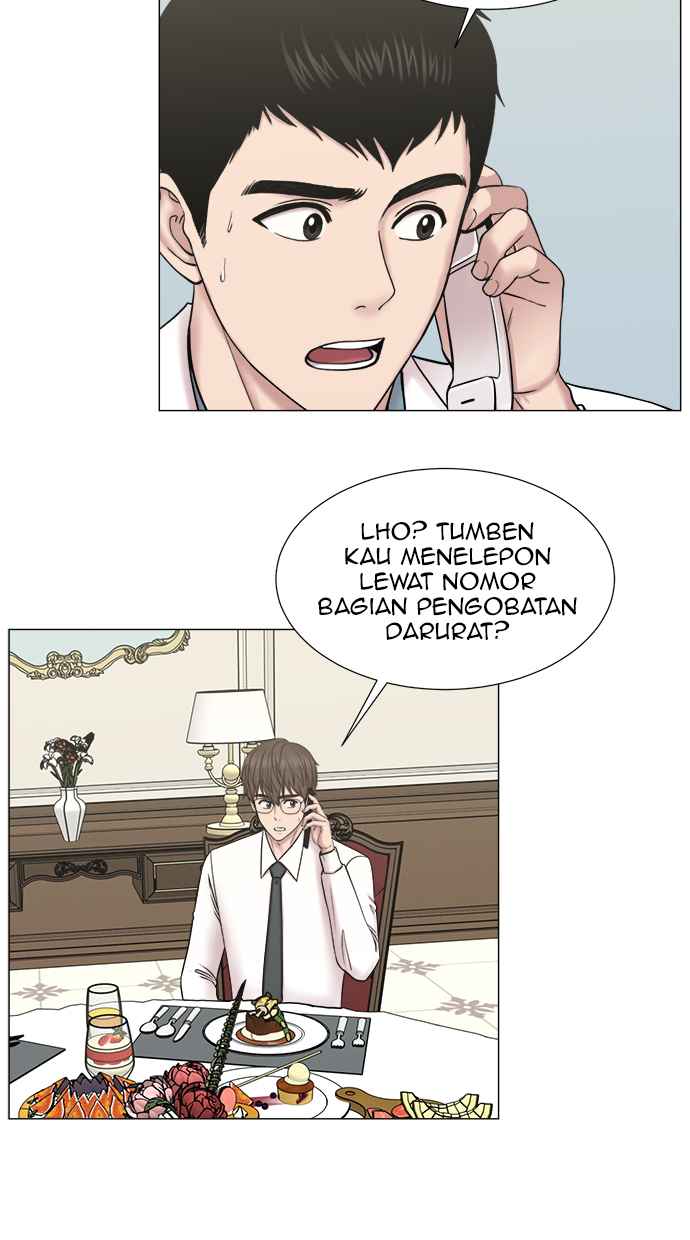 LHO? TUMBEN
KAU MENELEPON
LEWAT NOMOR
BAGIAN PENGOBATAN
DARURAT?